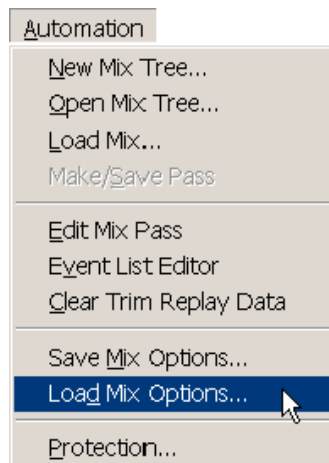 Automation
New Mix Tree...
Open Mix Tree...
Load Mix...
Make/Save Pass
Edit Mix Pass
Event List Editor
Clear Trim Replay Data
Save Mix Options...
Load Mix Options...
Protection...